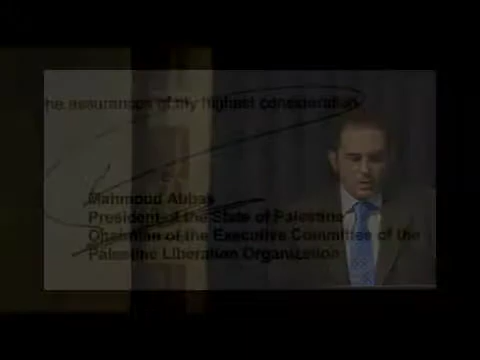 he assurances of my highest consideration
Mahmoud Abbas
President of the State of Palestine
Chairman of the Executive Committee of the
Palestine Liberation Organization